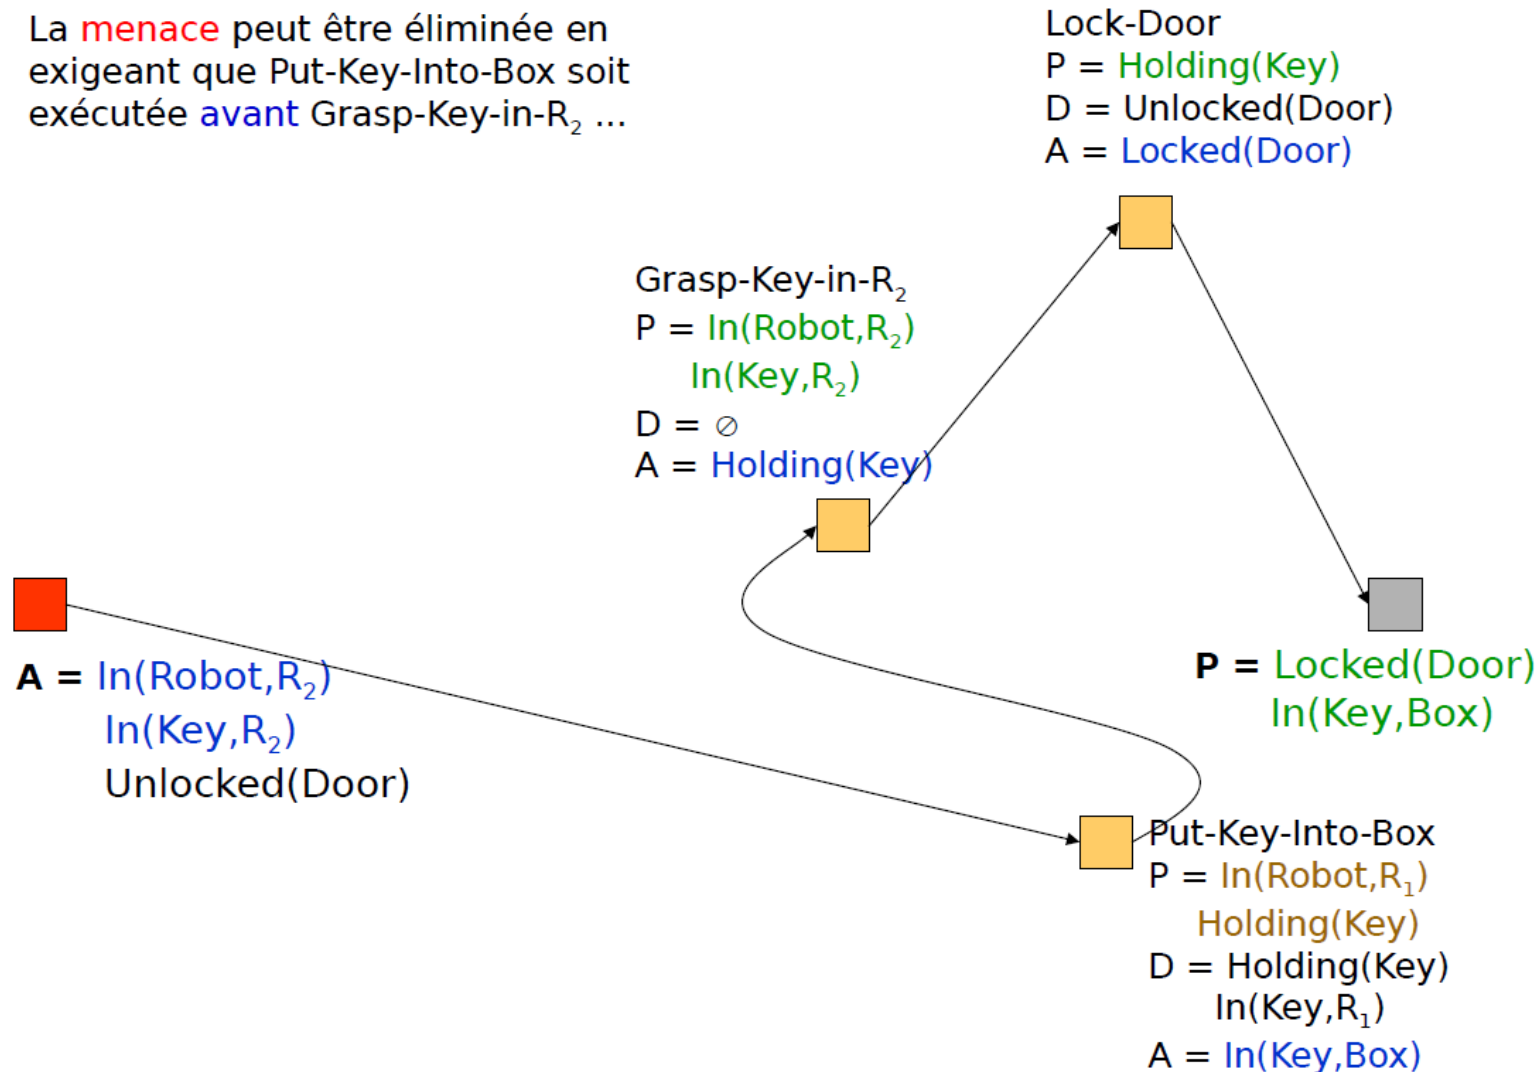 La menace peut être éliminée en
exigeant que Put-Key-Into-Box soit
exécutée avant Grasp-Key-in-R₂ ...
Lock-Door
P = Holding(Key)
D = Unlocked(Door)
A = Locked(Door)
Grasp-Key-in-R₂
P = In(Robot,R₂)
In(Key,R₂)
D = ∅
A = Holding(Key)
A = In(Robot,R₂)
In(Key,R₂)
Unlocked(Door)
P = Locked(Door)
In(Key,Box)
Put-Key-Into-Box
P = In(Robot,R₁)
Holding(Key)
D = Holding(Key)
In(Key,R₁)
A = In(Key,Box)